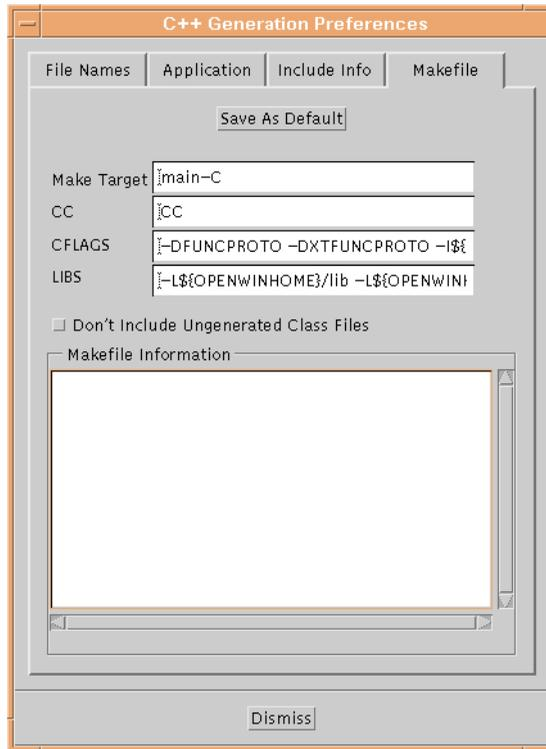 C++ Generation Preferences
File Names Application Include Info Makefile
Save As Default
Make Target main-C
CC CC
CFLAGS -DFUNCPROTO -DXTFUNCPROTO -I${
LIBS -L${OPENWINHOME}/lib -L${OPENWINH
Don't Include Ungenerated Class Files
Makefile Information
Dismiss